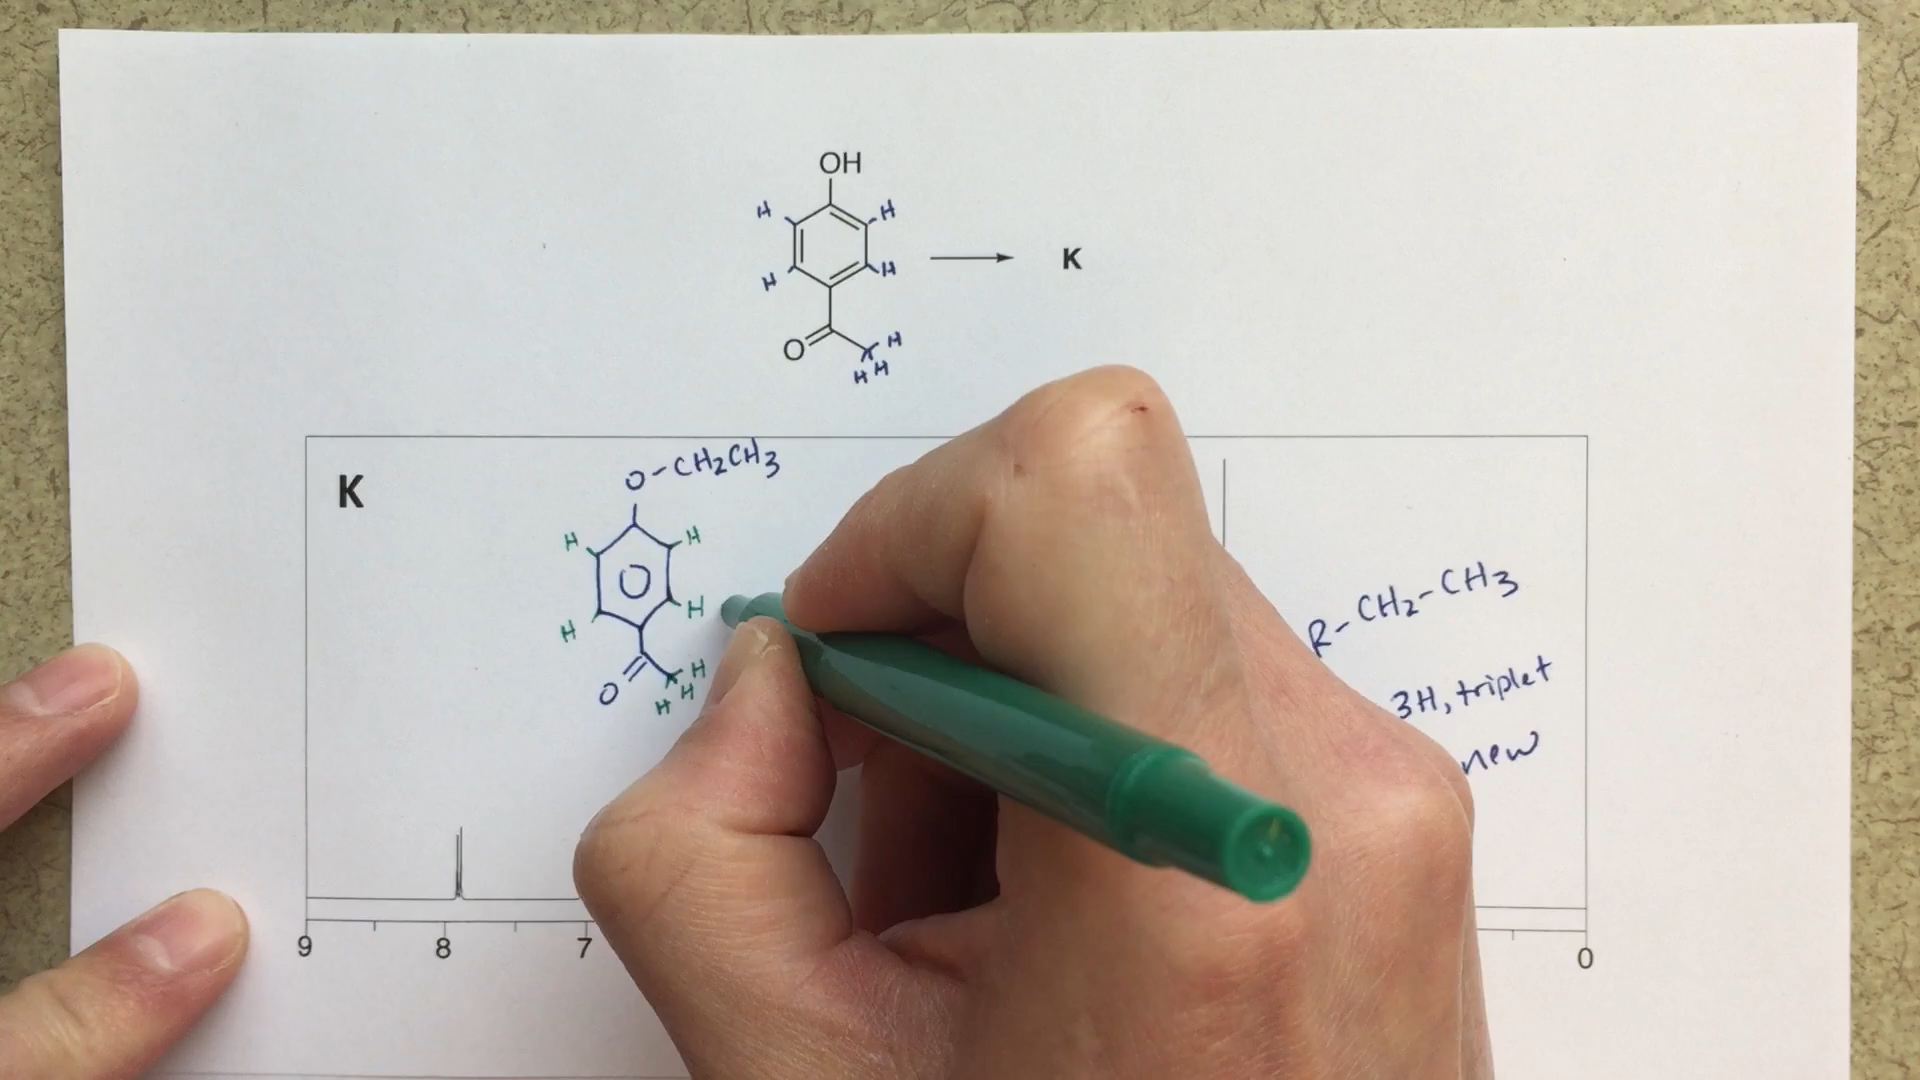 OH
H H
H H
K
O
H
H H
K
O-CH2CH3
H H
H H
O
H
H
H
R-CH2-CH3
3H, triplet
new
9 8 7 0